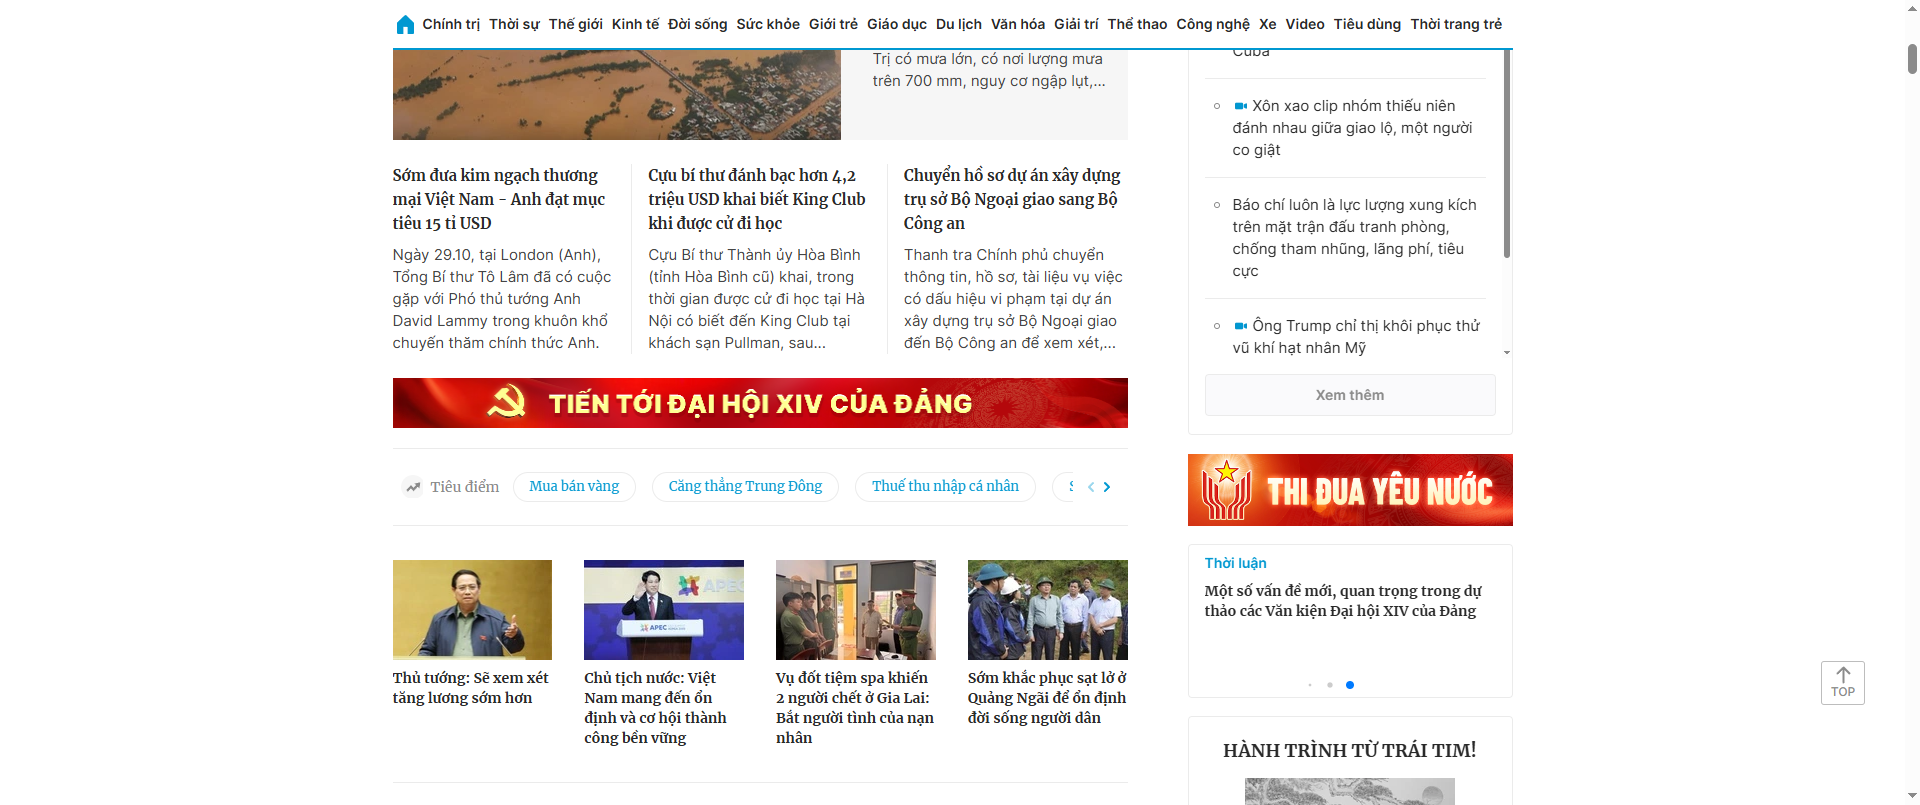 Chính trị Thời sự Thế giới Kinh tế Đời sống Sức khỏe Giới trẻ Giáo dục Du lịch Văn hóa Giải trí Thể thao Công nghệ Xe Video Tiêu dùng Thời trang trẻ
Trị có mưa lớn, có nơi lượng mưa
trên 700 mm, nguy cơ ngập lụt,...
Sớm đưa kim ngạch thương
mại Việt Nam - Anh đạt mục
tiêu 15 tỉ USD
Ngày 29.10, tại London (Anh),
Tổng Bí thư Tô Lâm đã có cuộc
gặp với Phó thủ tướng Anh
David Lammy trong khuôn khổ
chuyến thăm chính thức Anh.
Cựu bí thư đánh bạc hơn 4,2
triệu USD khai biết King Club
khi được cử đi học
Cựu Bí thư Thành ủy Hòa Bình
(tỉnh Hòa Bình cũ) khai, trong
thời gian được cử đi học tại Hà
Nội có biết đến King Club tại
khách sạn Pullman, sau...
Chuyển hồ sơ dự án xây dựng
trụ sở Bộ Ngoại giao sang Bộ
Công an
Thanh tra Chính phủ chuyển
thông tin, hồ sơ, tài liệu vụ việc
có dấu hiệu vi phạm tại dự án
xây dựng trụ sở Bộ Ngoại giao
đến Bộ Công an để xem xét,...
TIẾN TỚI ĐẠI HỘI XIV CỦA ĐẢNG
Tiêu điểm
Mua bán vàng
Căng thẳng Trung Đông
Thuế thu nhập cá nhân
APEC
APEC
Thủ tướng: Sẽ xem xét
tăng lương sớm hơn
Chủ tịch nước: Việt
Nam mang đến ổn
định và cơ hội thành
công bền vững
Vụ đốt tiệm spa khiến
2 người chết ở Gia Lai:
Bắt người tình của nạn
nhân
Sớm khắc phục sạt lở ở
Quảng Ngãi để ổn định
đời sống người dân
Cuba
Xôn xao clip nhóm thiếu niên
đánh nhau giữa giao lộ, một người
co giật
Báo chí luôn là lực lượng xung kích
trên mặt trận đấu tranh phòng,
chống tham nhũng, lãng phí, tiêu
cực
Ông Trump chỉ thị khôi phục thử
vũ khí hạt nhân Mỹ
Xem thêm
THI ĐUA YÊU NƯỚC
Thời luận
Một số vấn đề mới, quan trọng trong dự
thảo các Văn kiện Đại hội XIV của Đảng
HÀNH TRÌNH TỪ TRÁI TIM!
TOP